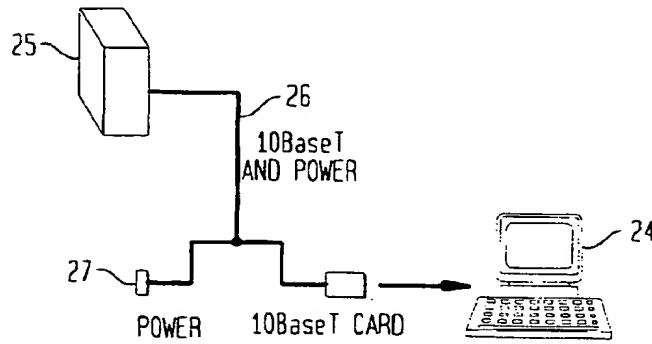 25
26
10BaseT
AND POWER
27
24
POWER
10BaseT CARD